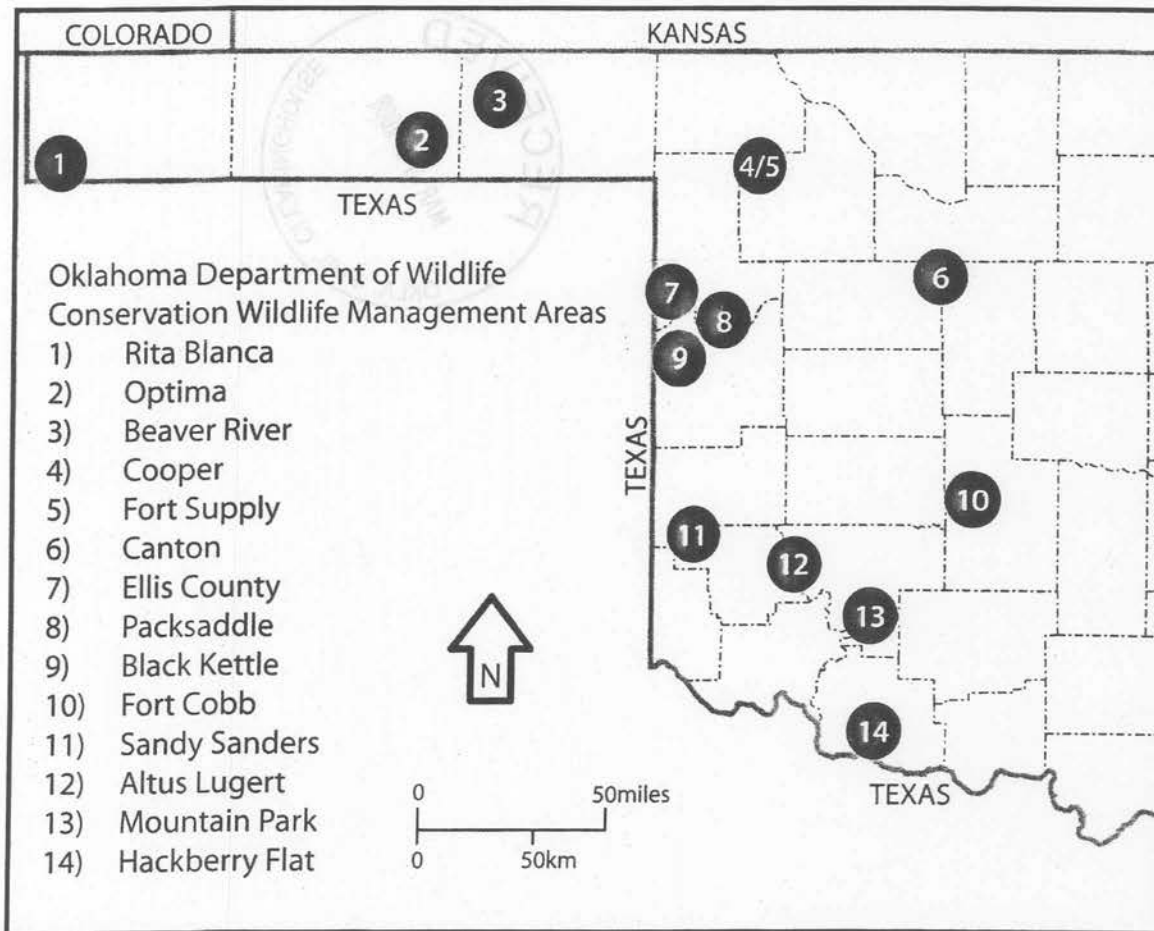 COLORADO
KANSAS
1
2
3
4/5
TEXAS
Oklahoma Department of Wildlife
Conservation Wildlife Management Areas
1) Rita Blanca
2) Optima
3) Beaver River
4) Cooper
5) Fort Supply
6) Canton
7) Ellis County
8) Packsaddle
9) Black Kettle
10) Fort Cobb
11) Sandy Sanders
12) Altus Lugert
13) Mountain Park
14) Hackberry Flat
N
0 50miles
0 50km
6
7
8
9
TEXAS
10
11
12
13
14
TEXAS
RECEIVED